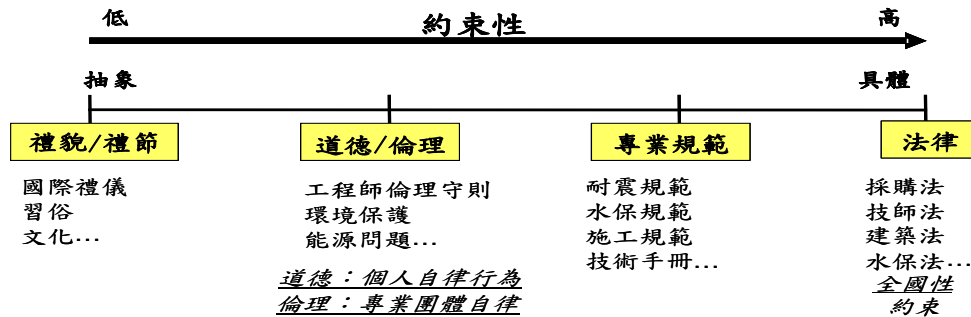 低
約束性
高
抽象
具體
禮貌/禮節
國際禮儀
習俗
文化...
道德/倫理
工程師倫理守則
環境保護
能源問題...
道德：個人自律行為
倫理：專業團體自律
專業規範
耐震規範
水保規範
施工規範
技術手冊...
法律
採購法
技師法
建築法
水保法...
全國性
約束